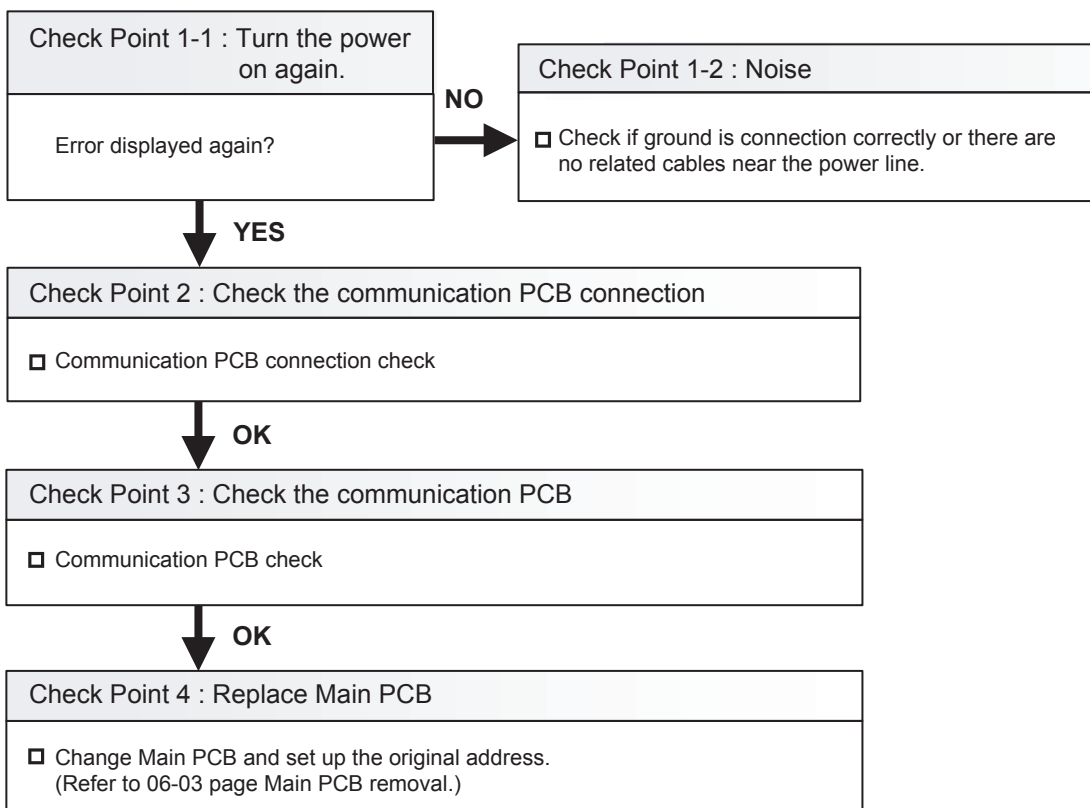 Check Point 1-1 : Turn the power
on again.
Error displayed again?
NO
Check Point 1-2 : Noise
Check if ground is connection correctly or there are
no related cables near the power line.
YES
Check Point 2 : Check the communication PCB connection
Communication PCB connection check
OK
Check Point 3 : Check the communication PCB
Communication PCB check
OK
Check Point 4 : Replace Main PCB
Change Main PCB and set up the original address.
(Refer to 06-03 page Main PCB removal.)